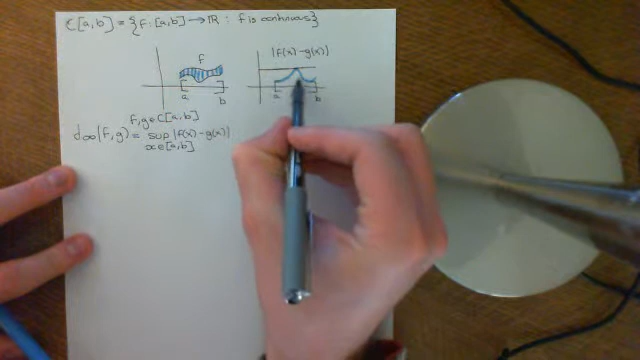 C[a,b] = {f:[a,b]→ℝ : f is continuous}
f
|f(x)-g(x)|
a b
a b
f,g∈C[a,b]
d∞(f,g) = sup|f(x)-g(x)|
x∈[a,b]